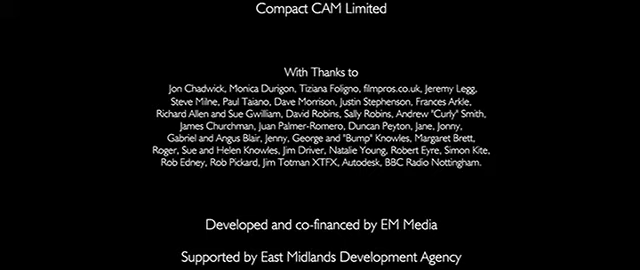 Compact CAM Limited
With Thanks to
Jon Chadwick, Monica Durigon, Tiziana Foligno, filmpros.co.uk, Jeremy Legg,
Steve Milne, Paul Taiano, Dave Morrison, Justin Stephenson, Frances Arkle,
Richard Allen and Sue Gwilliam, David Robins, Sally Robins, Andrew "Curly" Smith,
James Churchman, Juan Palmer-Romero, Duncan Peyton, Jane, Jonny,
Gabriel and Angus Blair, Jenny, George and "Bump" Knowles, Margaret Brett,
Roger, Sue and Helen Knowles, Jim Driver, Natalie Young, Robert Eyre, Simon Kite,
Rob Edney, Rob Pickard, Jim Totman XTFX, Autodesk, BBC Radio Nottingham.
Developed and co-financed by EM Media
Supported by East Midlands Development Agency